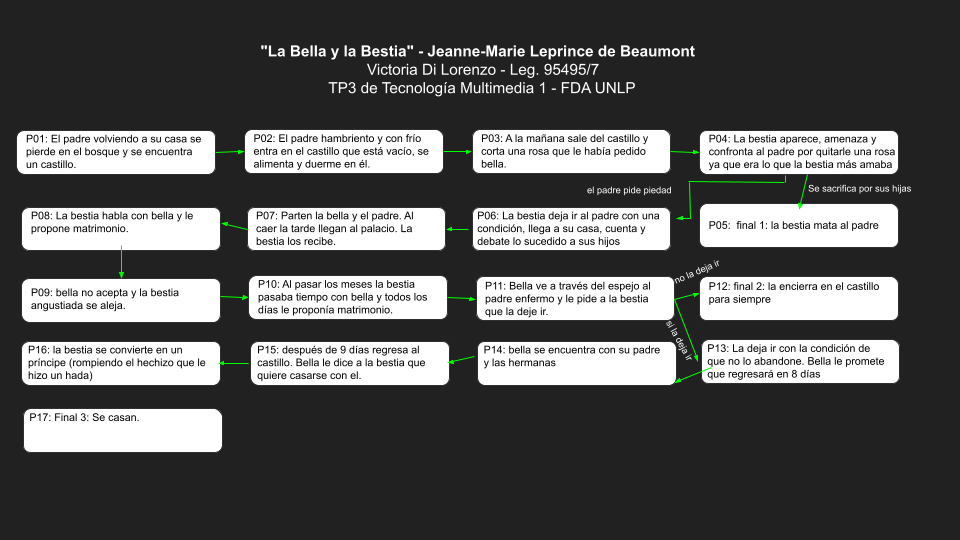 "La Bella y la Bestia" - Jeanne-Marie Leprince de Beaumont
Victoria Di Lorenzo - Leg. 95495/7
TP3 de Tecnología Multimedia 1 - FDA UNLP
P01: El padre volviendo a su casa se
pierde en el bosque y se encuentra
un castillo.
P02: El padre hambriento y con frío
entra en el castillo que está vacío, se
alimenta y duerme en él.
P03: A la mañana sale del castillo y
corta una rosa que le había pedido
bella.
P04: La bestia aparece, amenaza y
confronta al padre por quitarle una rosa
ya que era lo que la bestia más amaba
el padre pide piedad
Se sacrifica por sus hijas
P05: final 1: la bestia mata al padre
P06: La bestia deja ir al padre con una
condición, llega a su casa, cuenta y
debate lo sucedido a sus hijos
P07: Parten la bella y el padre. Al
caer la tarde llegan al palacio. La
bestia los recibe.
P08: La bestia habla con bella y le
propone matrimonio.
P09: bella no acepta y la bestia
angustiada se aleja.
P10: Al pasar los meses la bestia
pasaba tiempo con bella y todos los
días le proponía matrimonio.
P11: Bella ve a través del espejo al
padre enfermo y le pide a la bestia
que la deje ir.
no la deja ir
P12: final 2: la encierra en el castillo
para siempre
si la deja ir
P13: La deja ir con la condición de
que no lo abandone. Bella le promete
que regresará en 8 días
P14: bella se encuentra con su padre
y las hermanas
P15: después de 9 días regresa al
castillo. Bella le dice a la bestia que
quiere casarse con el.
P16: la bestia se convierte en un
príncipe (rompiendo el hechizo que le
hizo un hada)
P17: Final 3: Se casan.